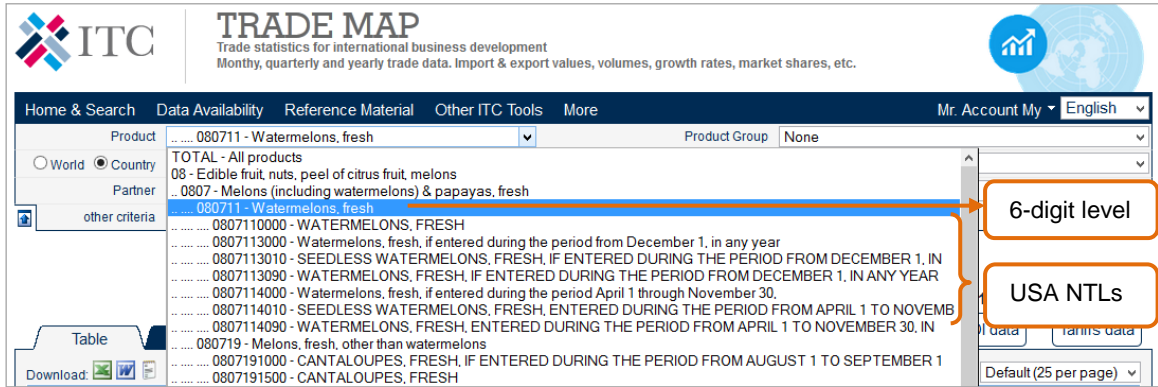 ITC
TRADE MAP
Trade statistics for international business development
Monthy, quarterly and yearly trade data. Import & export values, volumes, growth rates, market shares, etc.
Home & Search Data Availability Reference Material Other ITC Tools More Mr. Account My English
Product .. .... 080711 - Watermelons, fresh Product Group None
World Country
Partner
other criteria
TOTAL - All products
08 - Edible fruit, nuts, peel of citrus fruit, melons
.. 0807 - Melons (including watermelons) & papayas, fresh
.. .... 080711 - Watermelons, fresh
.. .... .... 0807110000 - WATERMELONS, FRESH
.. .... .... 0807113000 - Watermelons, fresh, if entered during the period from December 1, in any year
.. .... .... 0807113010 - SEEDLESS WATERMELONS, FRESH, IF ENTERED DURING THE PERIOD FROM DECEMBER 1, IN
.. .... .... 0807113090 - WATERMELONS, FRESH, IF ENTERED DURING THE PERIOD FROM DECEMBER 1, IN ANY YEAR
.. .... .... 0807114000 - Watermelons, fresh, if entered during the period April 1 through November 30,
.. .... .... 0807114010 - SEEDLESS WATERMELONS, FRESH, ENTERED DURING THE PERIOD FROM APRIL 1 TO NOVEMB
.. .... .... 0807114090 - WATERMELONS, FRESH, ENTERED DURING THE PERIOD FROM APRIL 1 TO NOVEMBER 30, IN
.. .... 080719 - Melons, fresh, other than watermelons
.. .... .... 0807191000 - CANTALOUPES, FRESH, IF ENTERED DURING THE PERIOD FROM AUGUST 1 TO SEPTEMBER 1
.. .... .... 0807191500 - CANTALOUPES, FRESH
6-digit level
USA NTLs
Table data Tariffs data
Download: Default (25 per page)